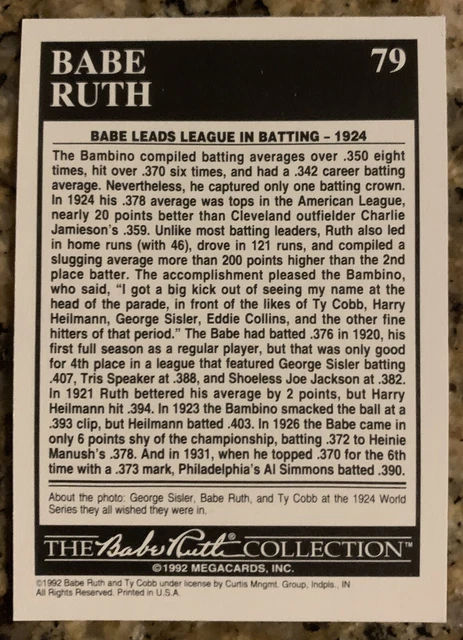 BABE
RUTH
79
BABE LEADS LEAGUE IN BATTING – 1924
The Bambino compiled batting averages over .350 eight
times, hit over .370 six times, and had a .342 career batting
average. Nevertheless, he captured only one batting crown.
In 1924 his .378 average was tops in the American League,
nearly 20 points better than Cleveland outfielder Charlie
Jamieson's .359. Unlike most batting leaders, Ruth also led
in home runs (with 46), drove in 121 runs, and compiled a
slugging average more than 200 points higher than the 2nd
place batter. The accomplishment pleased the Bambino,
who said, “I got a big kick out of seeing my name at the
head of the parade, in front of the likes of Ty Cobb, Harry
Heilmann, George Sisler, Eddie Collins, and the other fine
hitters of that period.” The Babe had batted .376 in 1920, his
first full season as a regular player, but that was only good
for 4th place in a league that featured George Sisler batting
.407, Tris Speaker at .388, and Shoeless Joe Jackson at .382.
In 1921 Ruth bettered his average by 2 points, but Harry
Heilmann hit .394. In 1923 the Bambino smacked the ball at a
.393 clip, but Heilmann batted .403. In 1926 the Babe came in
only 6 points shy of the championship, batting .372 to Heinie
Manush's .378. And in 1931, when he topped .370 for the 6th
time with a .373 mark, Philadelphia's Al Simmons batted .390.
About the photo: George Sisler, Babe Ruth, and Ty Cobb at the 1924 World
Series they all wished they were in.
THE Babe Ruth® COLLECTION™
©1992 MEGACARDS, INC.
©1992 Babe Ruth and Ty Cobb under license by Curtis Mngmt. Group, Indpls., IN
All Rights Reserved. Printed in U.S.A.